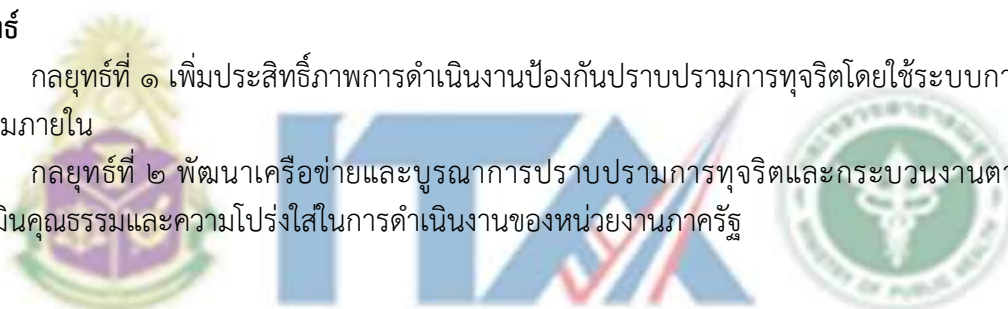 ทธ์
กลยุทธ์ที่ ๑ เพิ่มประสิทธิ์ภาพการดำเนินงานป้องกันปราบปรามการทุจริตโดยใช้ระบบกา
มภายใน
กลยุทธ์ที่ ๒ พัฒนาเครือข่ายและบูรณาการปราบปรามการทุจริตและกระบวนงานตา
มินคุณธรรมและความโปร่งใสในการดำเนินงานของหน่วยงานภาครัฐ
ITA
MINISTRY OF PUBLIC HEALTH